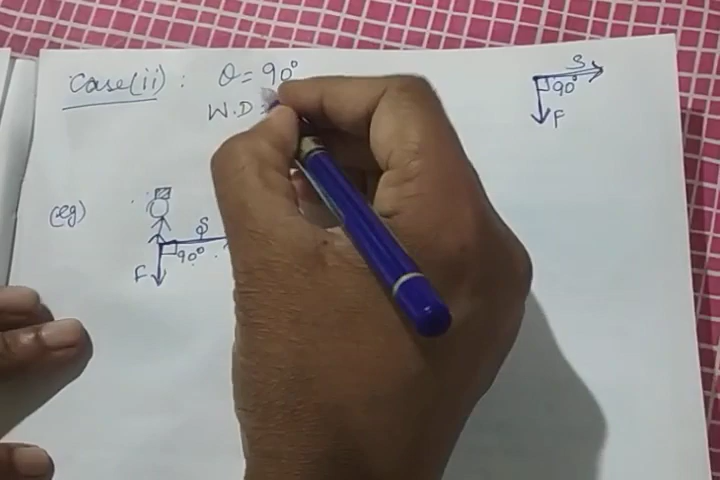 Case(ii) : θ = 90°
W.D
S
90°
F
(eg)
S
90°
F